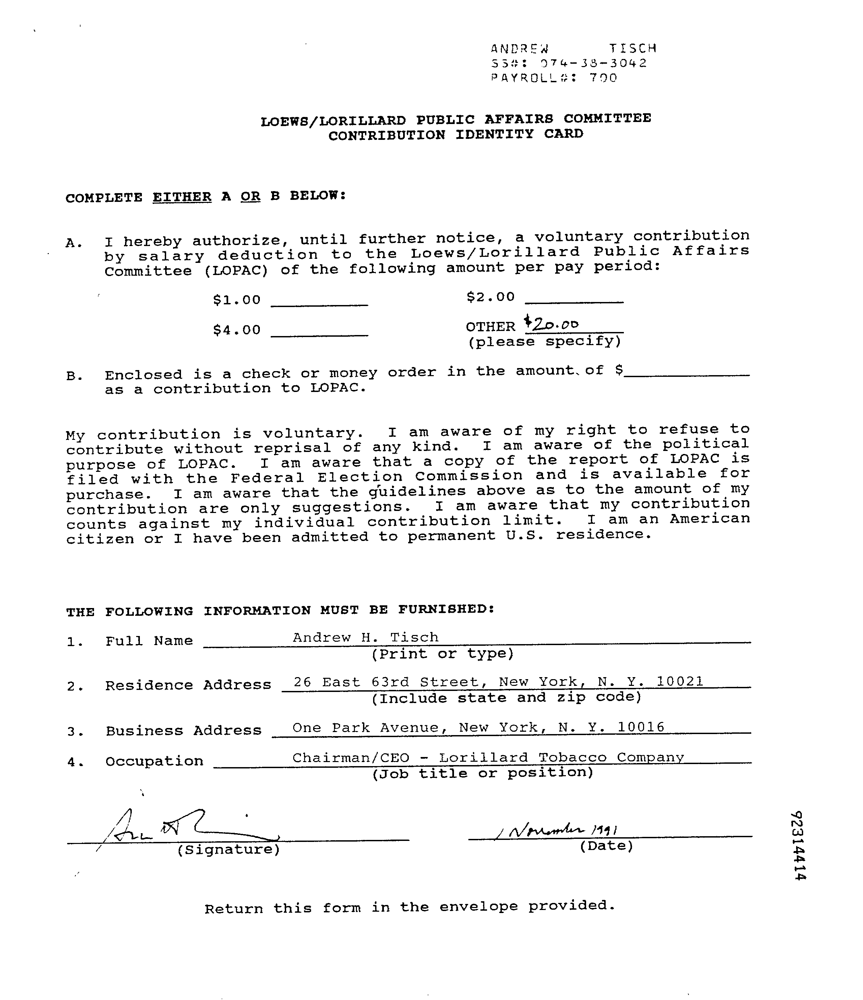 ANDREW TISCH
SS#: 074-38-3042
PAYROLL#: 700
LOEWS/LORILLARD PUBLIC AFFAIRS COMMITTEE
CONTRIBUTION IDENTITY CARD
COMPLETE EITHER A OR B BELOW:
A. I hereby authorize, until further notice, a voluntary contribution
by salary deduction to the Loews/Lorillard Public Affairs
Committee (LOPAC) of the following amount per pay period:
$1.00 __________ $2.00 __________
$4.00 __________ OTHER $20.00
(please specify)
B. Enclosed is a check or money order in the amount of $_____________
as a contribution to LOPAC.
My contribution is voluntary. I am aware of my right to refuse to
contribute without reprisal of any kind. I am aware of the political
purpose of LOPAC. I am aware that a copy of the report of LOPAC is
filed with the Federal Election Commission and is available for
purchase. I am aware that the guidelines above as to the amount of my
contribution are only suggestions. I am aware that my contribution
counts against my individual contribution limit. I am an American
citizen or I have been admitted to permanent U.S. residence.
THE FOLLOWING INFORMATION MUST BE FURNISHED:
1. Full Name Andrew H. Tisch
(Print or type)
2. Residence Address 26 East 63rd Street, New York, N. Y. 10021
(Include state and zip code)
3. Business Address One Park Avenue, New York, N. Y. 10016
4. Occupation Chairman/CEO - Lorillard Tobacco Company
(Job title or position)
1 November 1991
(Signature) (Date)
92314414
Return this form in the envelope provided.